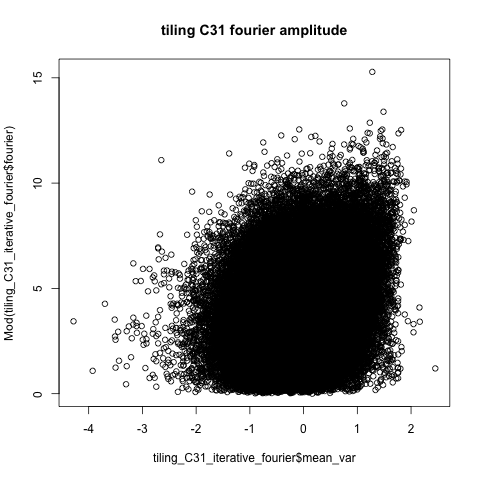 tiling C31 fourier amplitude
Mod(tiling_C31_iterative_fourier$fourier)
15
10
5
0
-4 -3 -2 -1 0 1 2
tiling_C31_iterative_fourier$mean_var